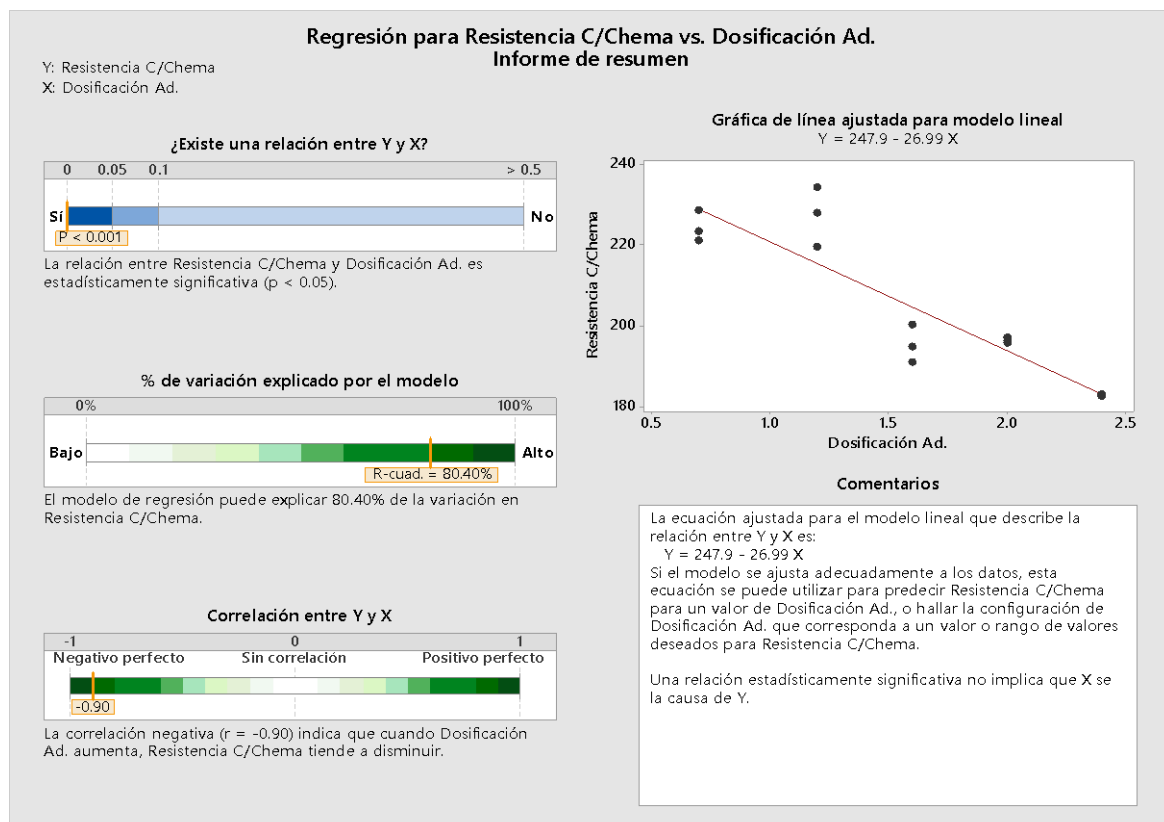 Regresión para Resistencia C/Chema vs. Dosificación Ad.
Informe de resumen
Y: Resistencia C/Chema
X: Dosificación Ad.
¿Existe una relación entre Y y X?
0 0.05 0.1 > 0.5
Sí No
P < 0.001
La relación entre Resistencia C/Chema y Dosificación Ad. es
estadísticamente significativa (p < 0.05).
% de variación explicado por el modelo
0% 100%
Bajo Alto
R-cuad. = 80.40%
El modelo de regresión puede explicar 80.40% de la variación en
Resistencia C/Chema.
Correlación entre Y y X
-1 0 1
Negativo perfecto Sin correlación Positivo perfecto
-0.90
La correlación negativa (r = -0.90) indica que cuando Dosificación
Ad. aumenta, Resistencia C/Chema tiende a disminuir.
Gráfica de línea ajustada para modelo lineal
Y = 247.9 - 26.99 X
240
220
200
180
Resistencia C/Chema
0.5 1.0 1.5 2.0 2.5
Dosificación Ad.
Comentarios
La ecuación ajustada para el modelo lineal que describe la
relación entre Y y X es:
Y = 247.9 - 26.99 X
Si el modelo se ajusta adecuadamente a los datos, esta
ecuación se puede utilizar para predecir Resistencia C/Chema
para un valor de Dosificación Ad., o hallar la configuración de
Dosificación Ad. que corresponda a un valor o rango de valores
deseados para Resistencia C/Chema.
Una relación estadísticamente significativa no implica que X se
la causa de Y.